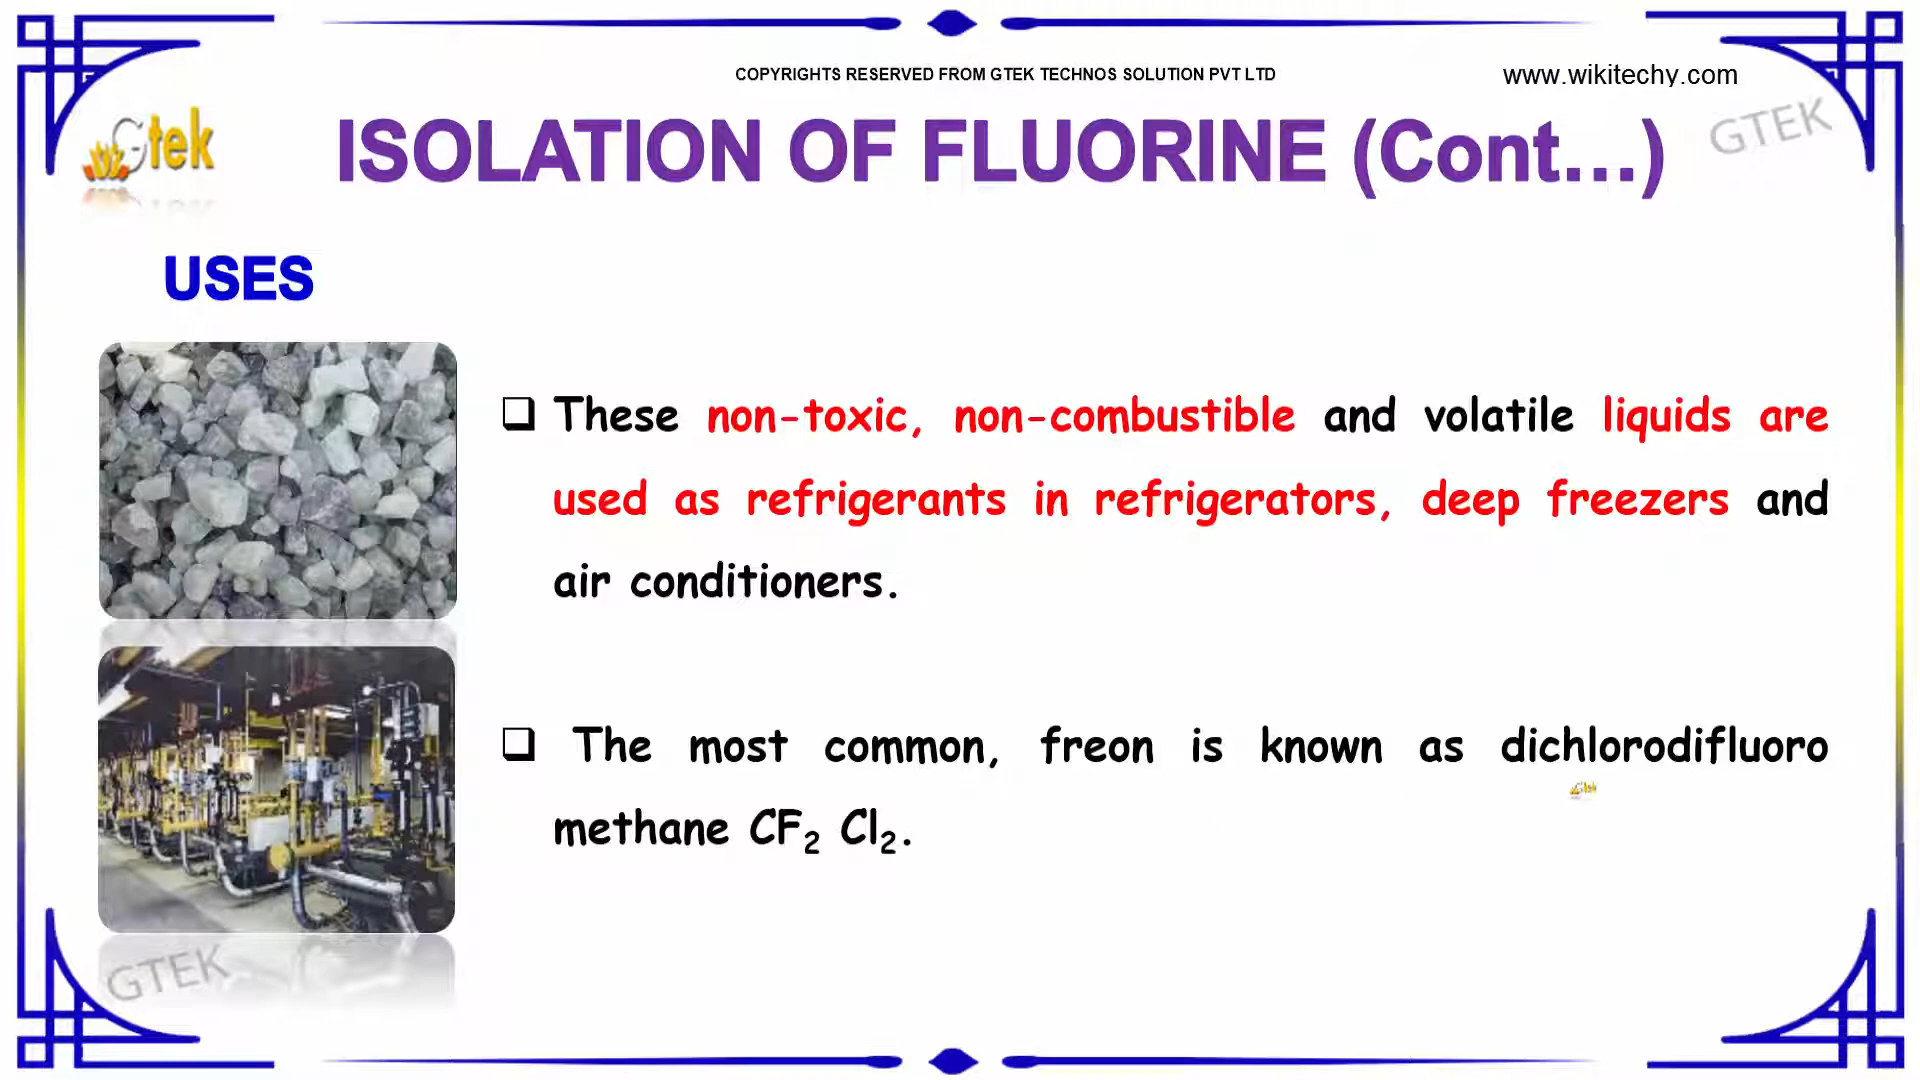 COPYRIGHTS RESERVED FROM GTEK TECHNOS SOLUTION PVT LTD
www.wikitechy.com
Gtek
ISOLATION OF FLUORINE (Cont...)
GTEK
USES
❑ These non-toxic, non-combustible and volatile liquids are
used as refrigerants in refrigerators, deep freezers and
air conditioners.
❑ The most common, freon is known as dichlorodifluoro
Gtek
methane CF₂ Cl₂.
GTEK